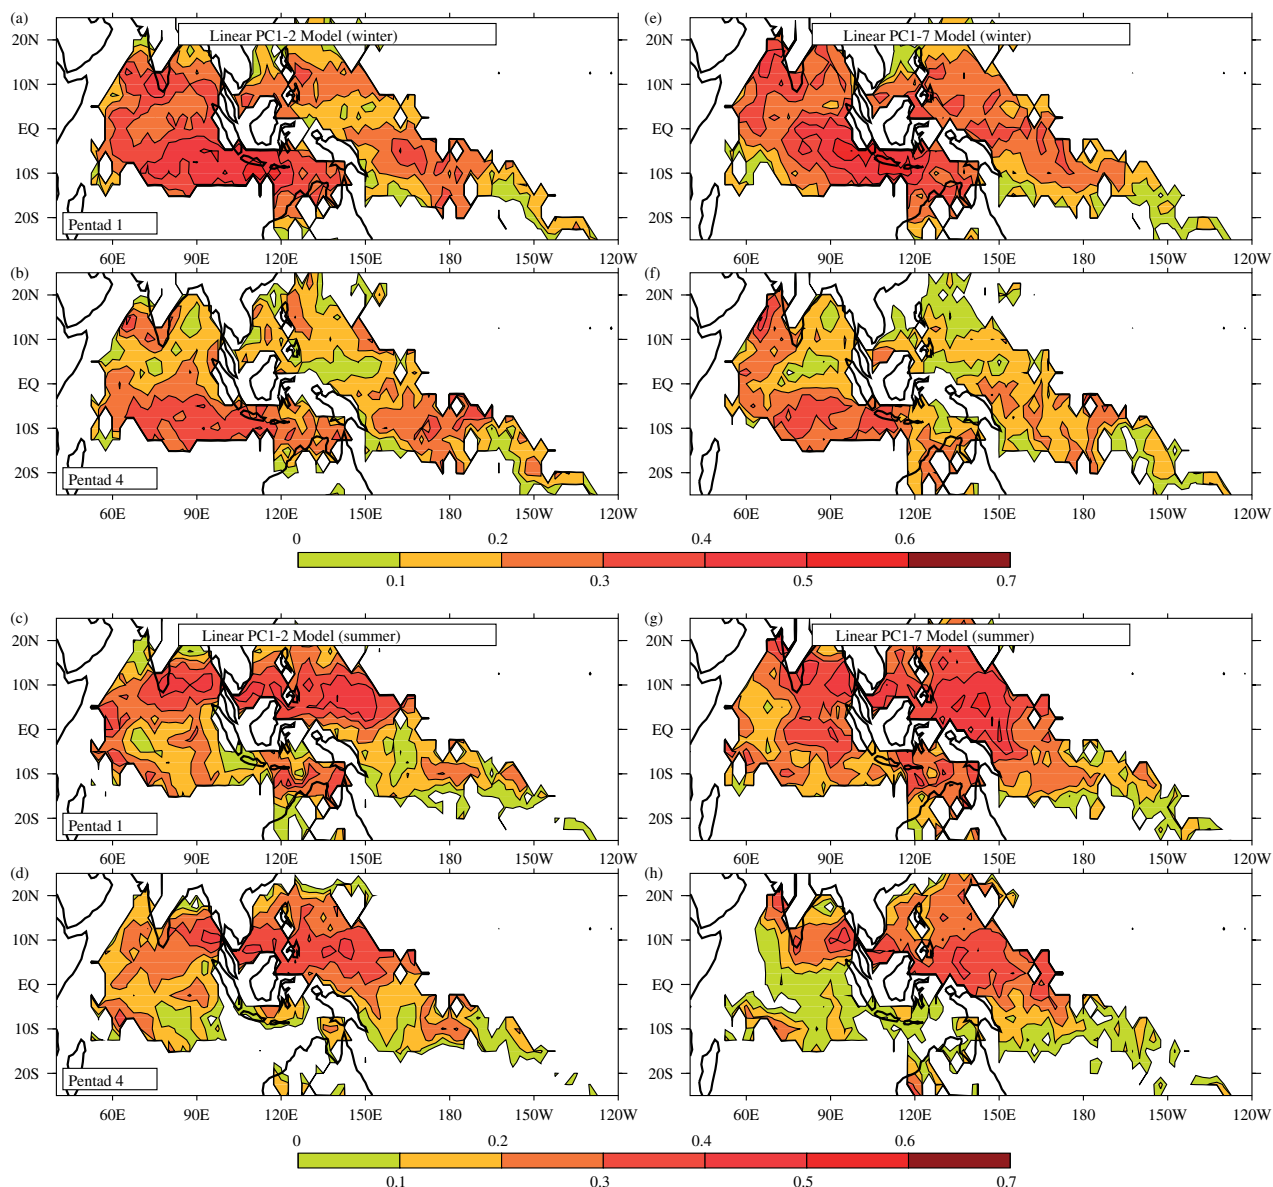 (a)
Linear PC1-2 Model (winter)
20N
10N
EQ
10S
20S
Pentad 1
60E 90E 120E 150E 180 150W 120W
(e)
Linear PC1-7 Model (winter)
20N
10N
EQ
10S
20S
60E 90E 120E 150E 180 150W 120W
(b)
20N
10N
EQ
10S
20S
Pentad 4
60E 90E 120E 150E 180 150W 120W
(f)
20N
10N
EQ
10S
20S
60E 90E 120E 150E 180 150W 120W
0 0.2 0.4 0.6
0.1 0.3 0.5 0.7
(c)
Linear PC1-2 Model (summer)
20N
10N
EQ
10S
20S
Pentad 1
60E 90E 120E 150E 180 150W 120W
(g)
Linear PC1-7 Model (summer)
20N
10N
EQ
10S
20S
60E 90E 120E 150E 180 150W 120W
(d)
20N
10N
EQ
10S
20S
Pentad 4
60E 90E 120E 150E 180 150W 120W
(h)
20N
10N
EQ
10S
20S
60E 90E 120E 150E 180 150W 120W
0 0.2 0.4 0.6
0.1 0.3 0.5 0.7